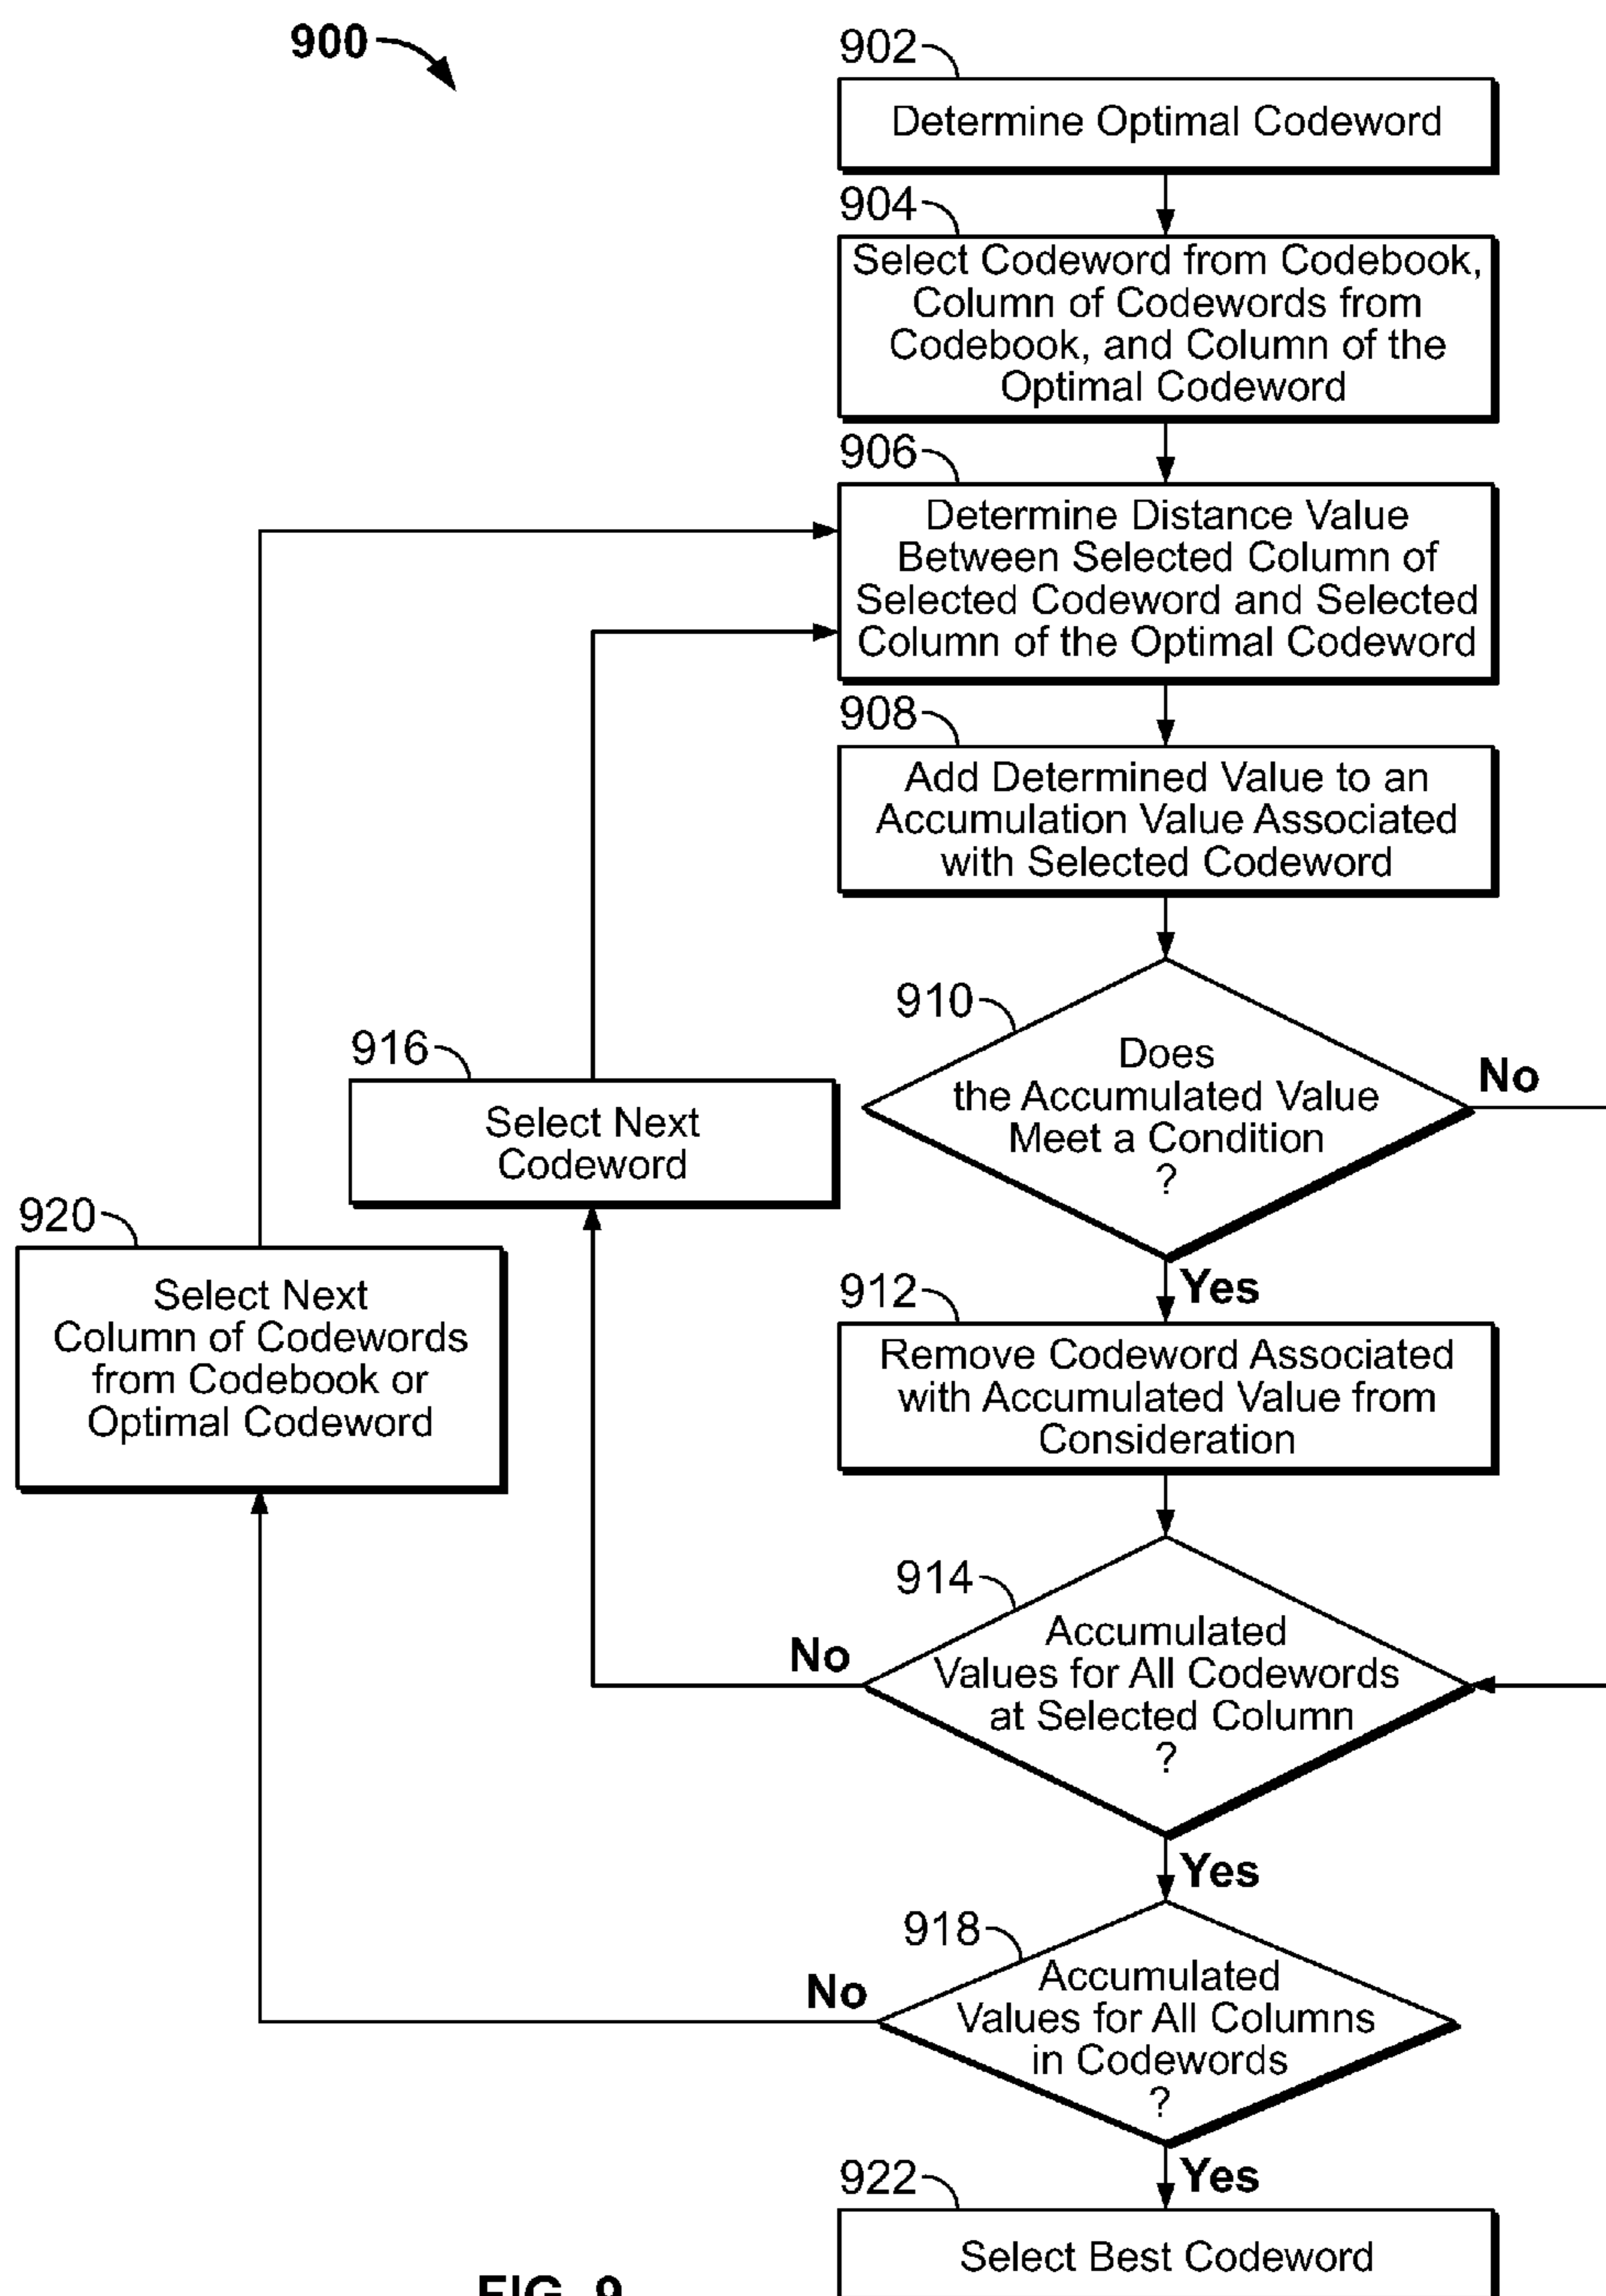 900
902
Determine Optimal Codeword
904
Select Codeword from Codebook,
Column of Codewords from
Codebook, and Column of the
Optimal Codeword
906
Determine Distance Value
Between Selected Column of
Selected Codeword and Selected
Column of the Optimal Codeword
908
Add Determined Value to an
Accumulation Value Associated
with Selected Codeword
910
Does
the Accumulated Value
Meet a Condition
?
No
Yes
916
Select Next
Codeword
920
Select Next
Column of Codewords
from Codebook or
Optimal Codeword
912
Remove Codeword Associated
with Accumulated Value from
Consideration
914
Accumulated
Values for All Codewords
at Selected Column
?
No
Yes
918
Accumulated
Values for All Columns
in Codewords
?
No
Yes
922
Select Best Codeword
FIG. 9